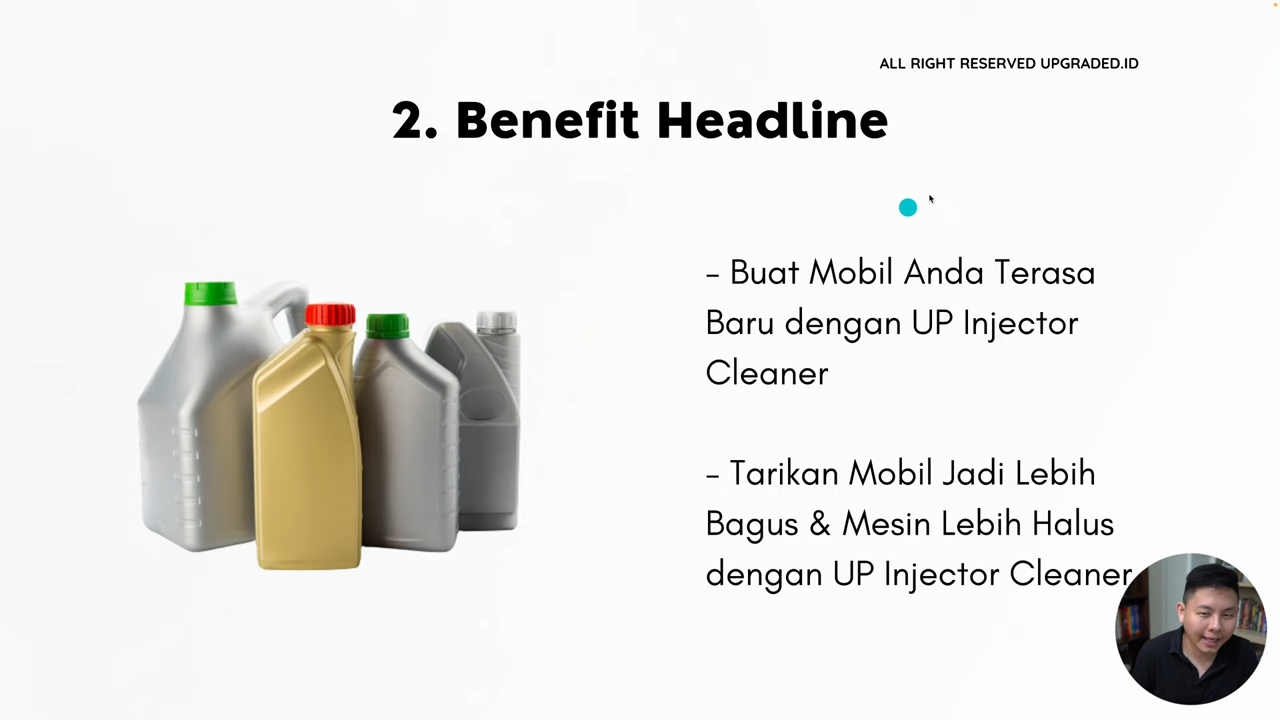 ALL RIGHT RESERVED UPGRADED.ID
2. Benefit Headline
- Buat Mobil Anda Terasa
Baru dengan UP Injector
Cleaner
- Tarikan Mobil Jadi Lebih
Bagus & Mesin Lebih Halus
dengan UP Injector Cleaner